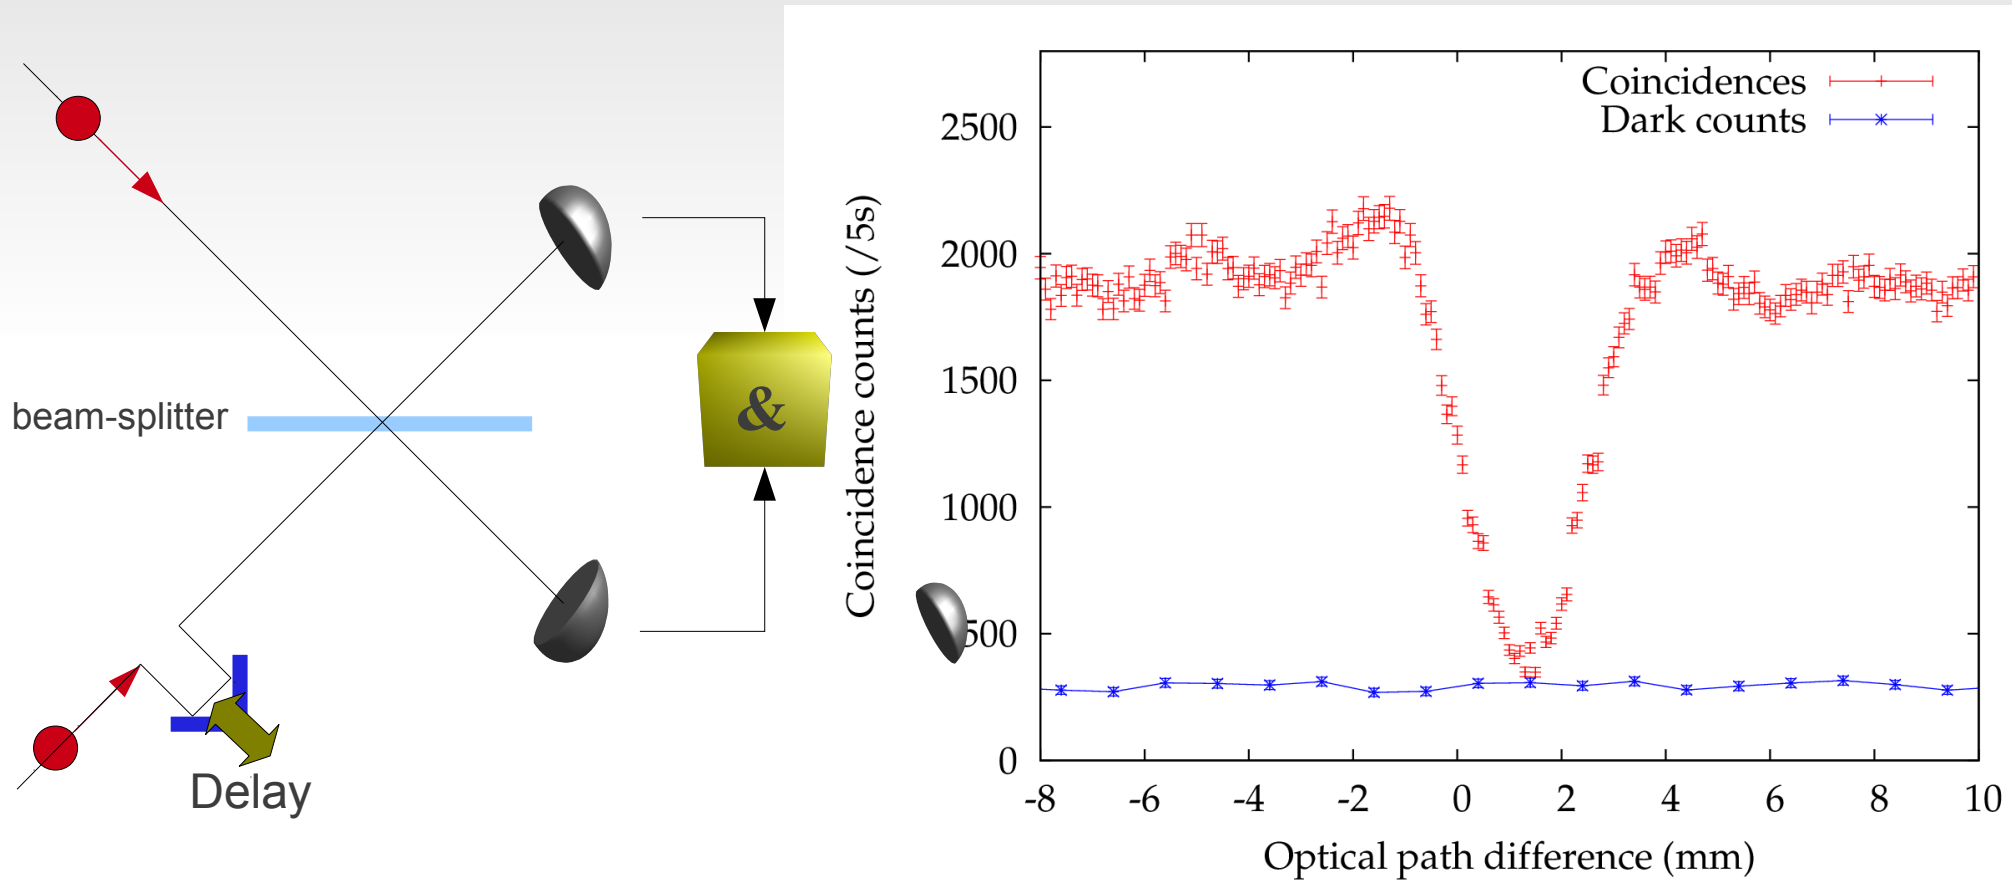 beam-splitter
Delay
&
Coincidence counts (/5s)
Coincidences
Dark counts
2500
2000
1500
1000
500
0
-8 -6 -4 -2 0 2 4 6 8 10
Optical path difference (mm)